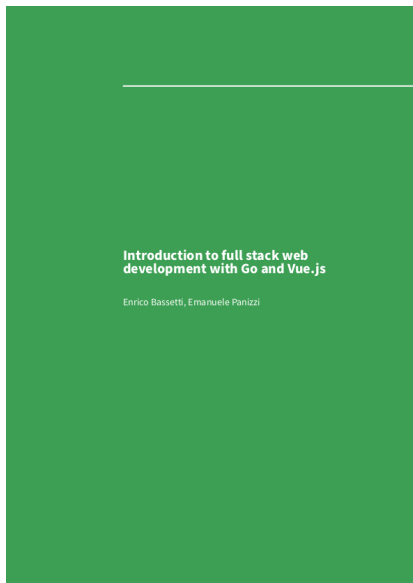 Introduction to full stack web
development with Go and Vue.js
Enrico Bassetti, Emanuele Panizzi